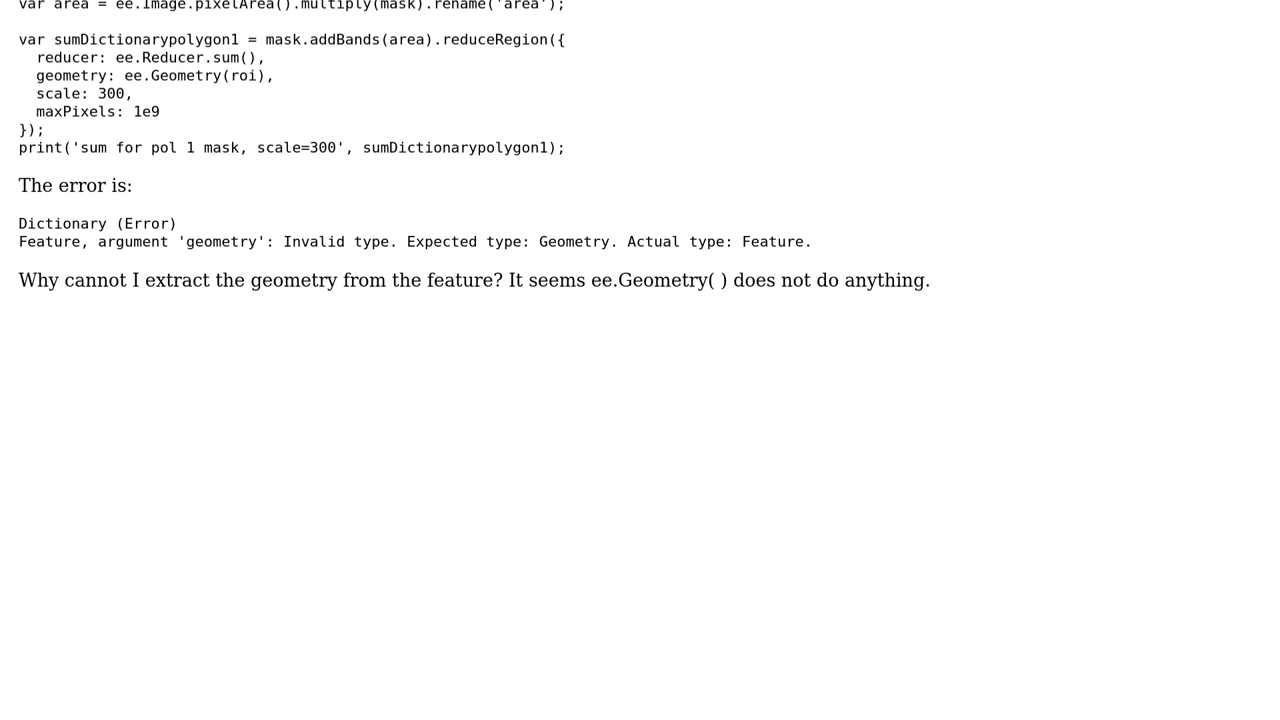 var area = ee.Image.pixelArea().multiply(mask).rename('area');
var sumDictionarypolygon1 = mask.addBands(area).reduceRegion({
  reducer: ee.Reducer.sum(),
  geometry: ee.Geometry(roi),
  scale: 300,
  maxPixels: 1e9
});
print('sum for pol 1 mask, scale=300', sumDictionarypolygon1);
The error is:
Dictionary (Error)
Feature, argument 'geometry': Invalid type. Expected type: Geometry. Actual type: Feature.
Why cannot I extract the geometry from the feature? It seems ee.Geometry( ) does not do anything.